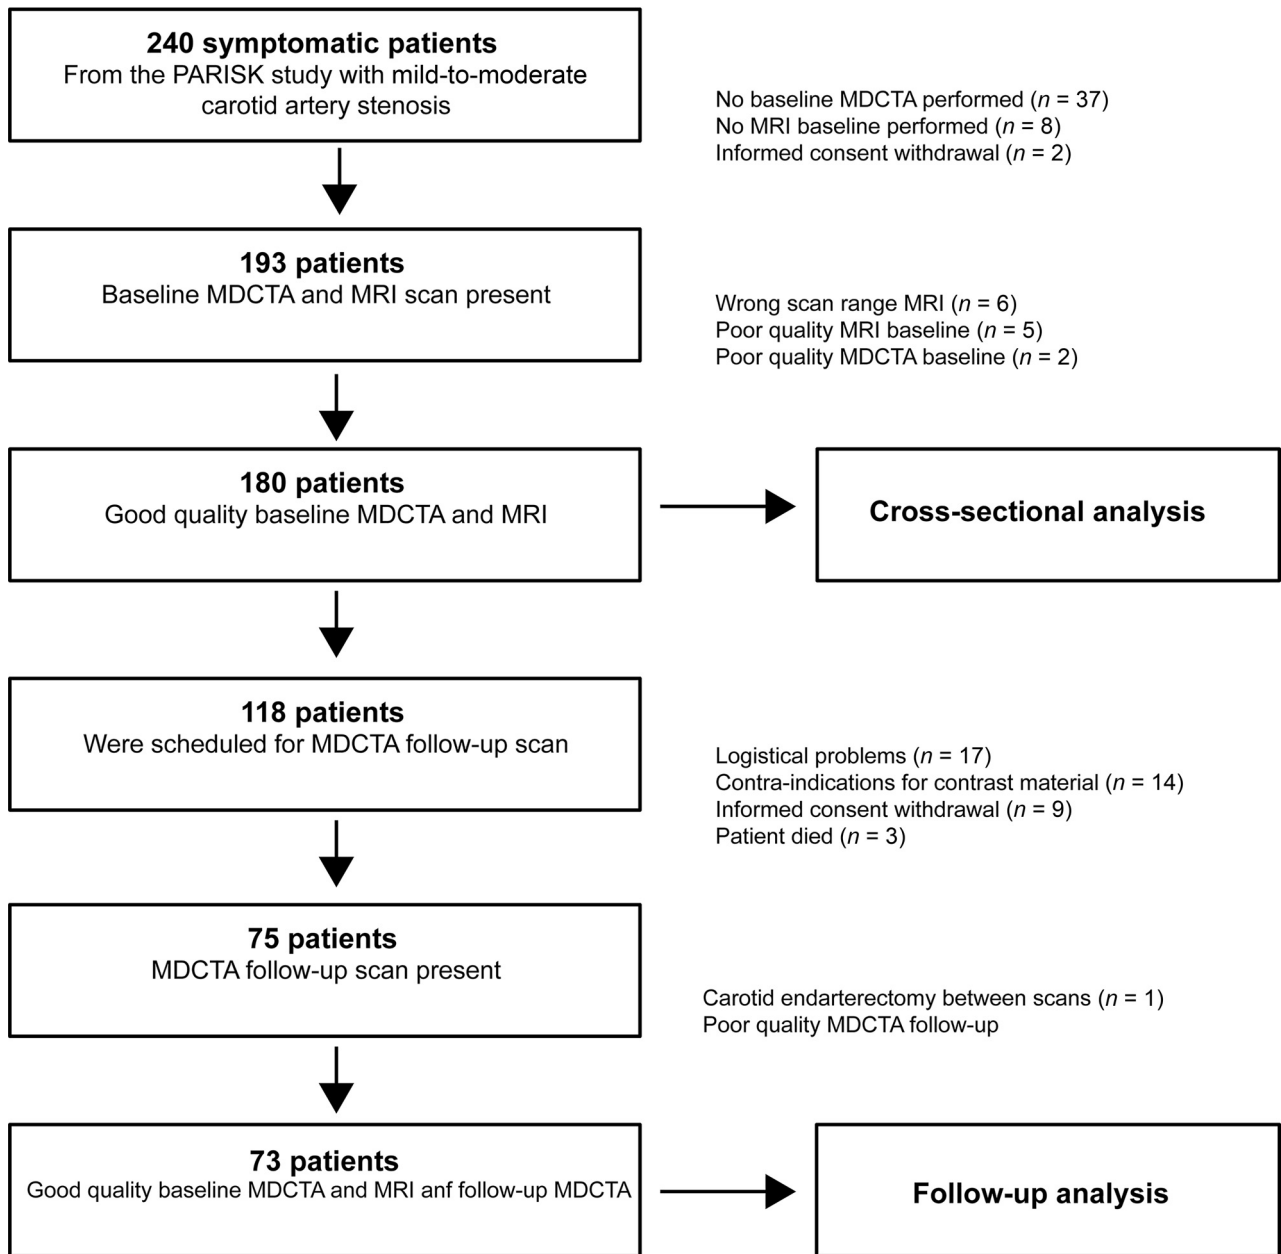 240 symptomatic patients
From the PARISK study with mild-to-moderate
carotid artery stenosis
No baseline MDCTA performed (n = 37)
No MRI baseline performed (n = 8)
Informed consent withdrawal (n = 2)
193 patients
Baseline MDCTA and MRI scan present
Wrong scan range MRI (n = 6)
Poor quality MRI baseline (n = 5)
Poor quality MDCTA baseline (n = 2)
180 patients
Good quality baseline MDCTA and MRI
Cross-sectional analysis
118 patients
Were scheduled for MDCTA follow-up scan
Logistical problems (n = 17)
Contra-indications for contrast material (n = 14)
Informed consent withdrawal (n = 9)
Patient died (n = 3)
75 patients
MDCTA follow-up scan present
Carotid endarterectomy between scans (n = 1)
Poor quality MDCTA follow-up
73 patients
Good quality baseline MDCTA and MRI anf follow-up MDCTA
Follow-up analysis